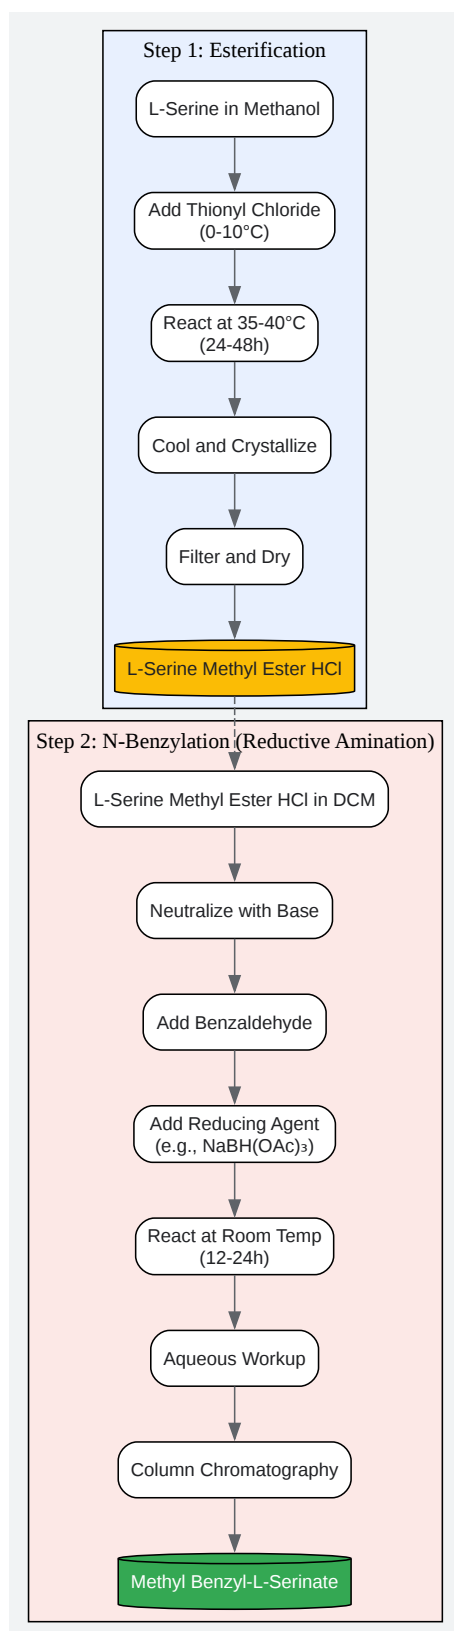 Step 1: Esterification
L-Serine in Methanol
Add Thionyl Chloride
(0-10°C)
React at 35-40°C
(24-48h)
Cool and Crystallize
Filter and Dry
L-Serine Methyl Ester HCl
Step 2: N-Benzylation (Reductive Amination)
L-Serine Methyl Ester HCl in DCM
Neutralize with Base
Add Benzaldehyde
Add Reducing Agent
(e.g., NaBH(OAc)₃)
React at Room Temp
(12-24h)
Aqueous Workup
Column Chromatography
Methyl Benzyl-L-Serinate